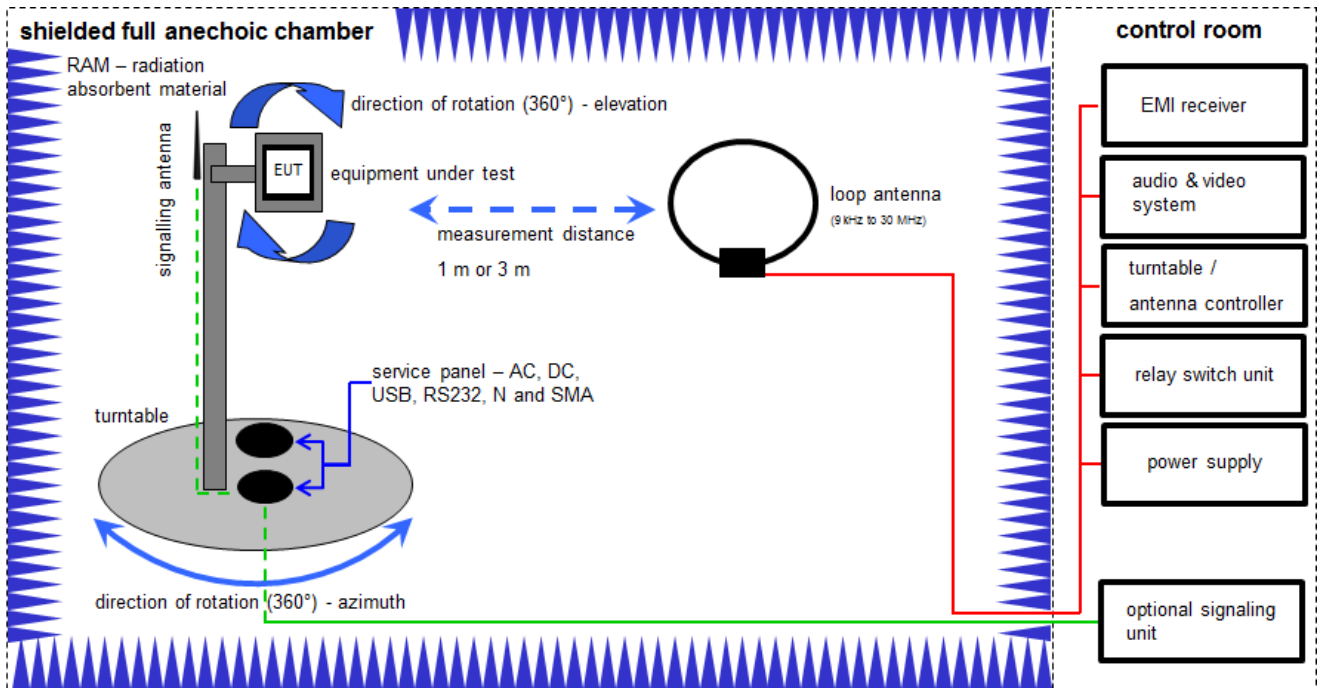 shielded full anechoic chamber
control room
RAM – radiation
absorbent material
signalling antenna
direction of rotation (360°) - elevation
EUT
equipment under test
measurement distance
1 m or 3 m
loop antenna
(9 kHz to 30 MHz)
service panel – AC, DC,
USB, RS232, N and SMA
turntable
direction of rotation (360°) - azimuth
EMI receiver
audio & video
system
turntable /
antenna controller
relay switch unit
power supply
optional signaling
unit